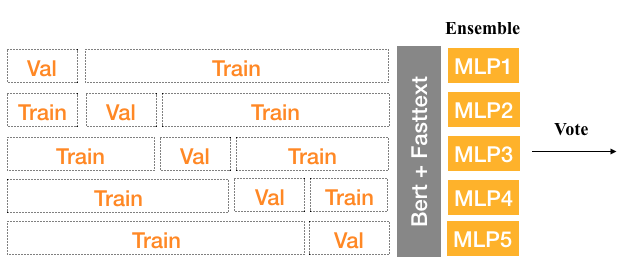 Ensemble
Val Train MLP1
Train Val Train MLP2
Train Val Train MLP3
Vote
Train Val Train MLP4
Train Val MLP5
Bert + Fasttext